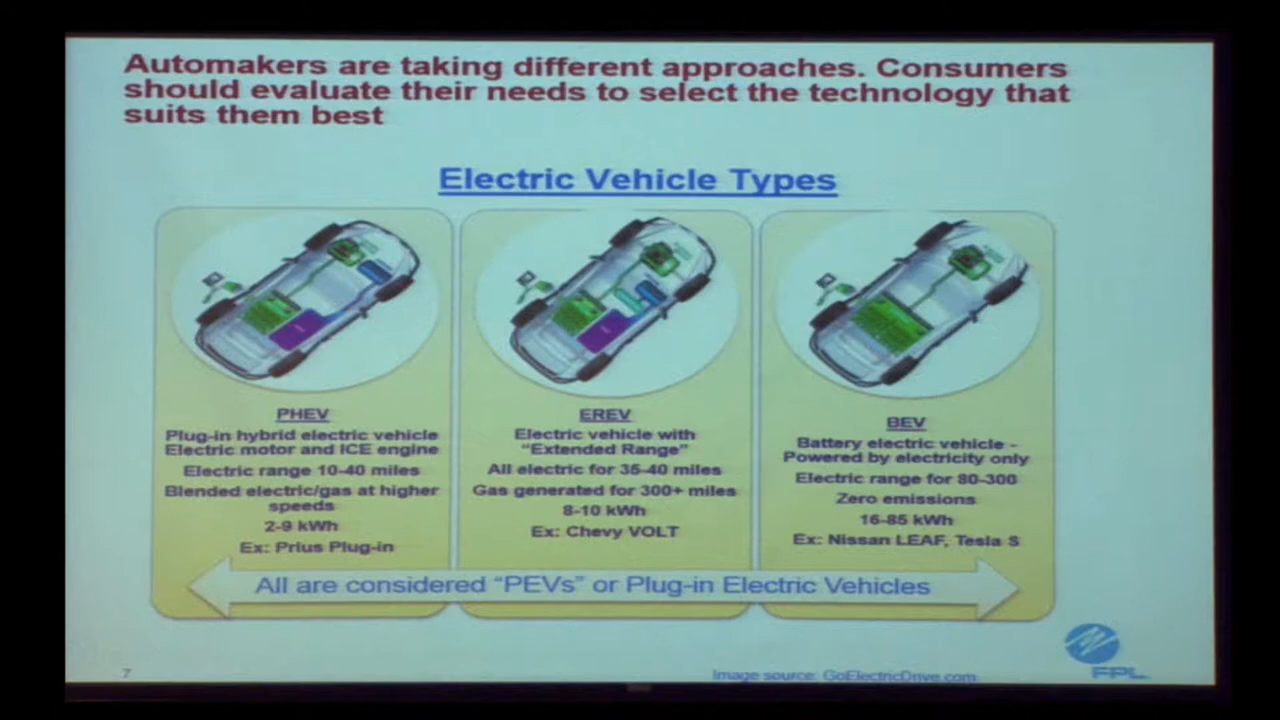 Automakers are taking different approaches. Consumers
should evaluate their needs to select the technology that
suits them best
Electric Vehicle Types
PHEV
Plug-in hybrid electric vehicle
Electric motor and ICE engine
Electric range 10-40 miles
Blended electric/gas at higher
speeds
2-9 kWh
Ex: Prius Plug-in
EREV
Electric vehicle with
"Extended Range"
All electric for 35-40 miles
Gas generated for 300+ miles
8-10 kWh
Ex: Chevy VOLT
BEV
Battery electric vehicle -
Powered by electricity only
Electric range for 80-300
Zero emissions
16-85 kWh
Ex: Nissan LEAF, Tesla S
All are considered "PEVs" or Plug-in Electric Vehicles
7
Image source: GoElectricDrive.com
FPL.